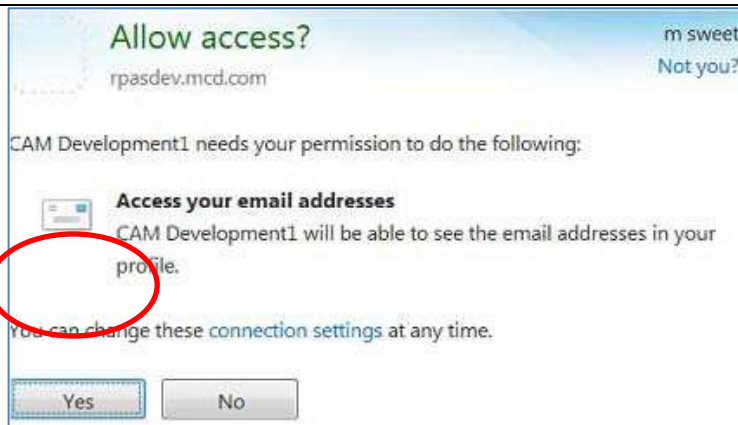 Allow access?
m sweet
rpasdev.mcd.com
Not you?
CAM Development1 needs your permission to do the following:
Access your email addresses
CAM Development1 will be able to see the email addresses in your
profile.
You can change these connection settings at any time.
Yes No